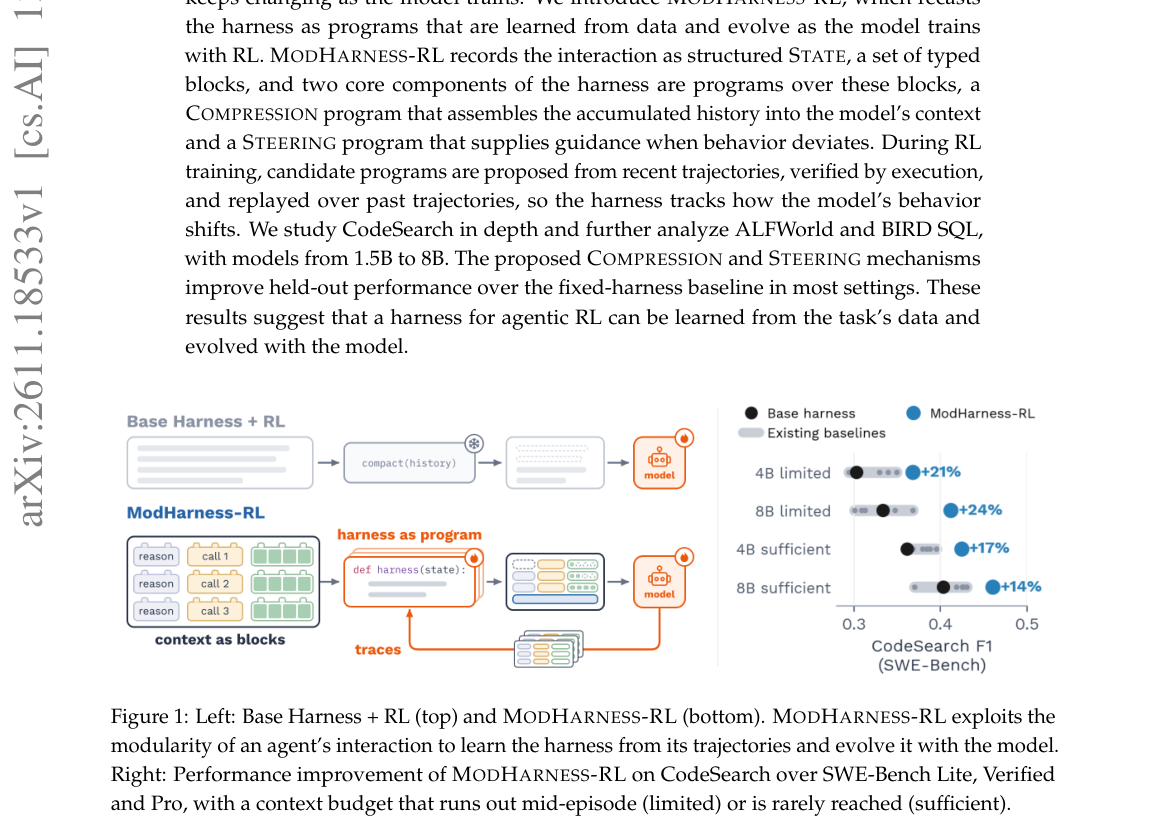 keeps changing as the model trains. We introduce MODHARNESS-RL, which recasts
the harness as programs that are learned from data and evolve as the model trains
with RL. MODHARNESS-RL records the interaction as structured STATE, a set of typed
blocks, and two core components of the harness are programs over these blocks, a
COMPRESSION program that assembles the accumulated history into the model's context
and a STEERING program that supplies guidance when behavior deviates. During RL
training, candidate programs are proposed from recent trajectories, verified by execution,
and replayed over past trajectories, so the harness tracks how the model's behavior
shifts. We study CodeSearch in depth and further analyze ALFWorld and BIRD SQL,
with models from 1.5B to 8B. The proposed COMPRESSION and STEERING mechanisms
improve held-out performance over the fixed-harness baseline in most settings. These
results suggest that a harness for agentic RL can be learned from the task's data and
evolved with the model.
arXiv:2611.18533v1 [cs.AI]
Base Harness + RL
compact(history)
model
ModHarness-RL
reason call 1
reason call 2
reason call 3
context as blocks
harness as program
def harness(state):
model
traces
Base harness
ModHarness-RL
Existing baselines
4B limited +21%
8B limited +24%
4B sufficient +17%
8B sufficient +14%
0.3 0.4 0.5
CodeSearch F1
(SWE-Bench)
Figure 1: Left: Base Harness + RL (top) and MODHARNESS-RL (bottom). MODHARNESS-RL exploits the
modularity of an agent's interaction to learn the harness from its trajectories and evolve it with the model.
Right: Performance improvement of MODHARNESS-RL on CodeSearch over SWE-Bench Lite, Verified
and Pro, with a context budget that runs out mid-episode (limited) or is rarely reached (sufficient).